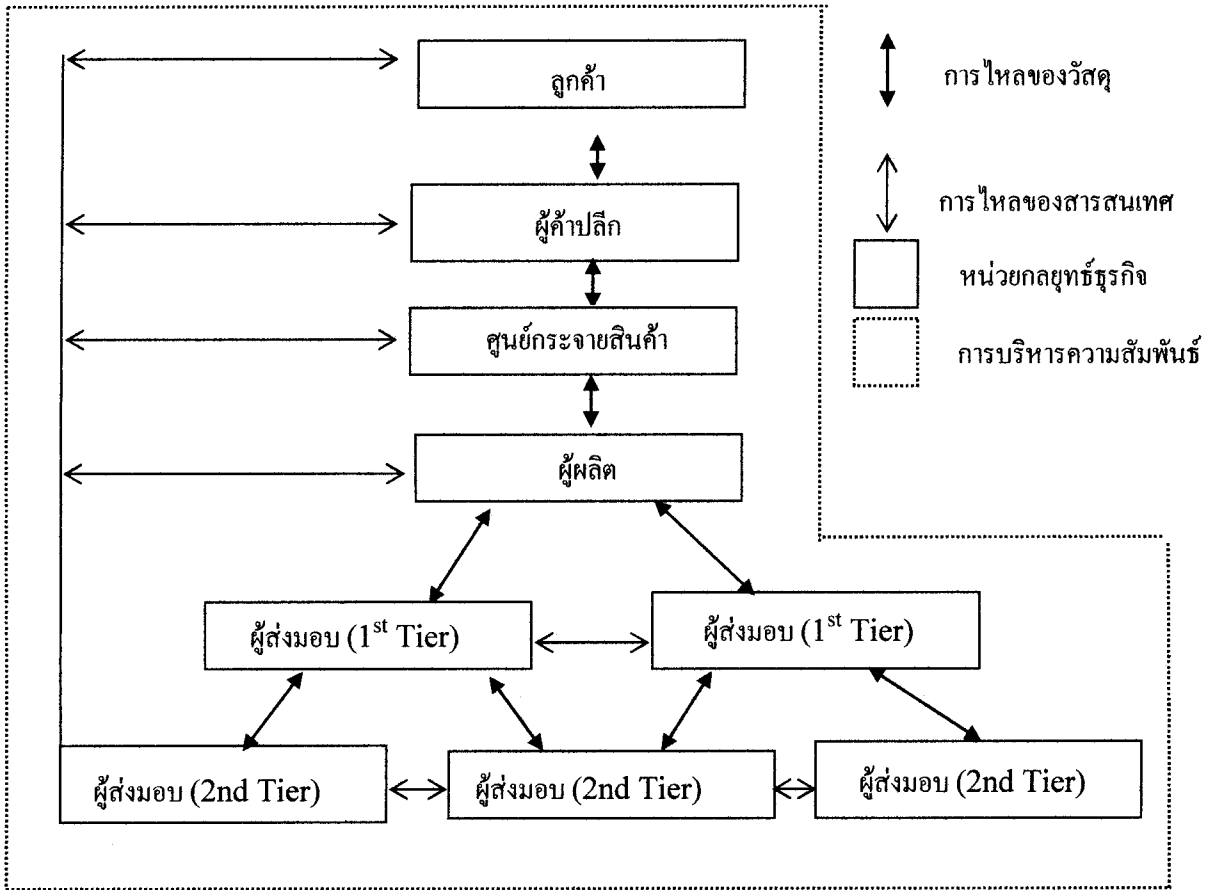 ลูกค้า
การไหลของวัสดุ
ผู้ค้าปลีก
การไหลของสารสนเทศ
หน่วยกลยุทธ์ธุรกิจ
ศูนย์กระจายสินค้า
การบริหารความสัมพันธ์
ผู้ผลิต
ผู้ส่งมอบ (1st Tier)
ผู้ส่งมอบ (1st Tier)
ผู้ส่งมอบ (2nd Tier)
ผู้ส่งมอบ (2nd Tier)
ผู้ส่งมอบ (2nd Tier)